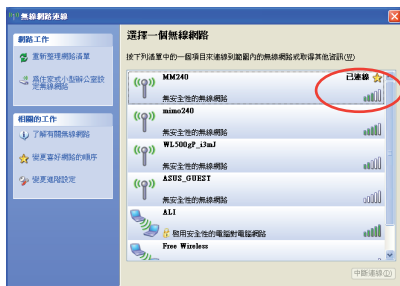 無線網路連線
網路工作
重新整理網路清單
為住家或小型辦公室設
定無線網路
相關的工作
了解有關無線網路
變更喜好網路的順序
變更進階設定
選擇一個無線網路
按下列清單中的一個項目來連線到範圍內的無線網路或取得其他資訊(W)
MM240
已連線
無安全性的無線網路
mimo240
無安全性的無線網路
WL500gP_i3mJ
無安全性的無線網路
ASUS_GUEST
無安全性的無線網路
ALI
啟用安全性的電腦對電腦網路
Free Wireless
中斷連線(D)